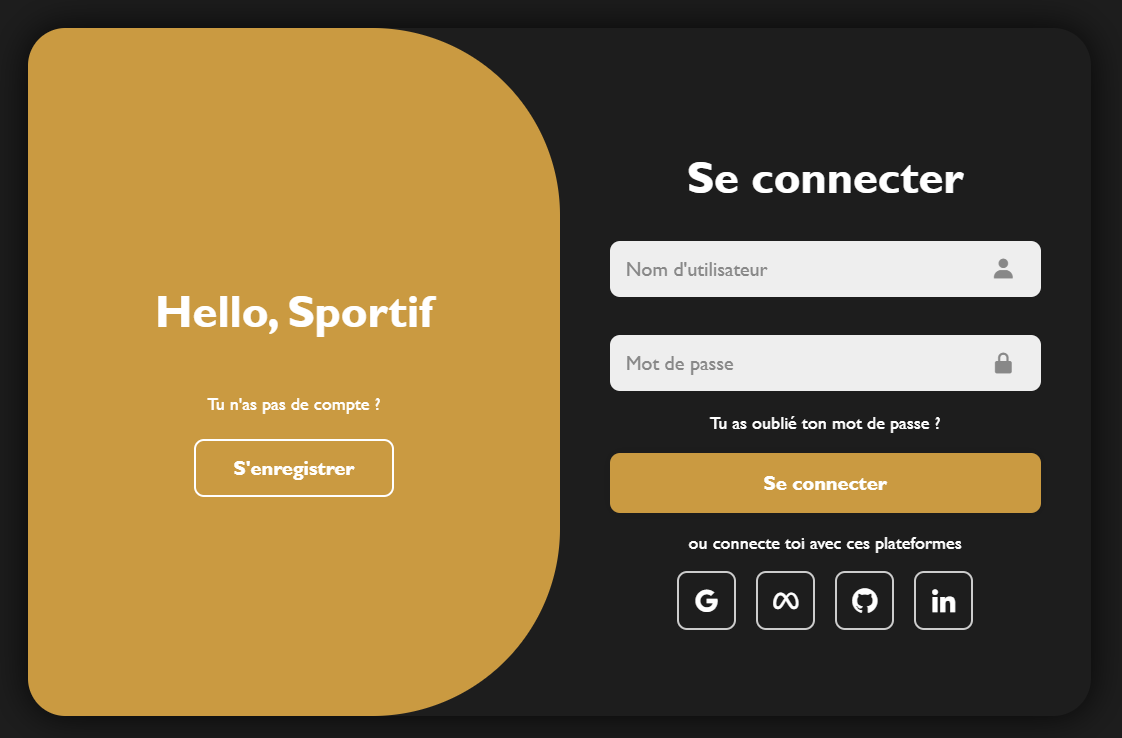 Hello, Sportif
Tu n'as pas de compte ?
S'enregistrer
Se connecter
Nom d'utilisateur
Mot de passe
Tu as oublié ton mot de passe ?
Se connecter
ou connecte toi avec ces plateformes